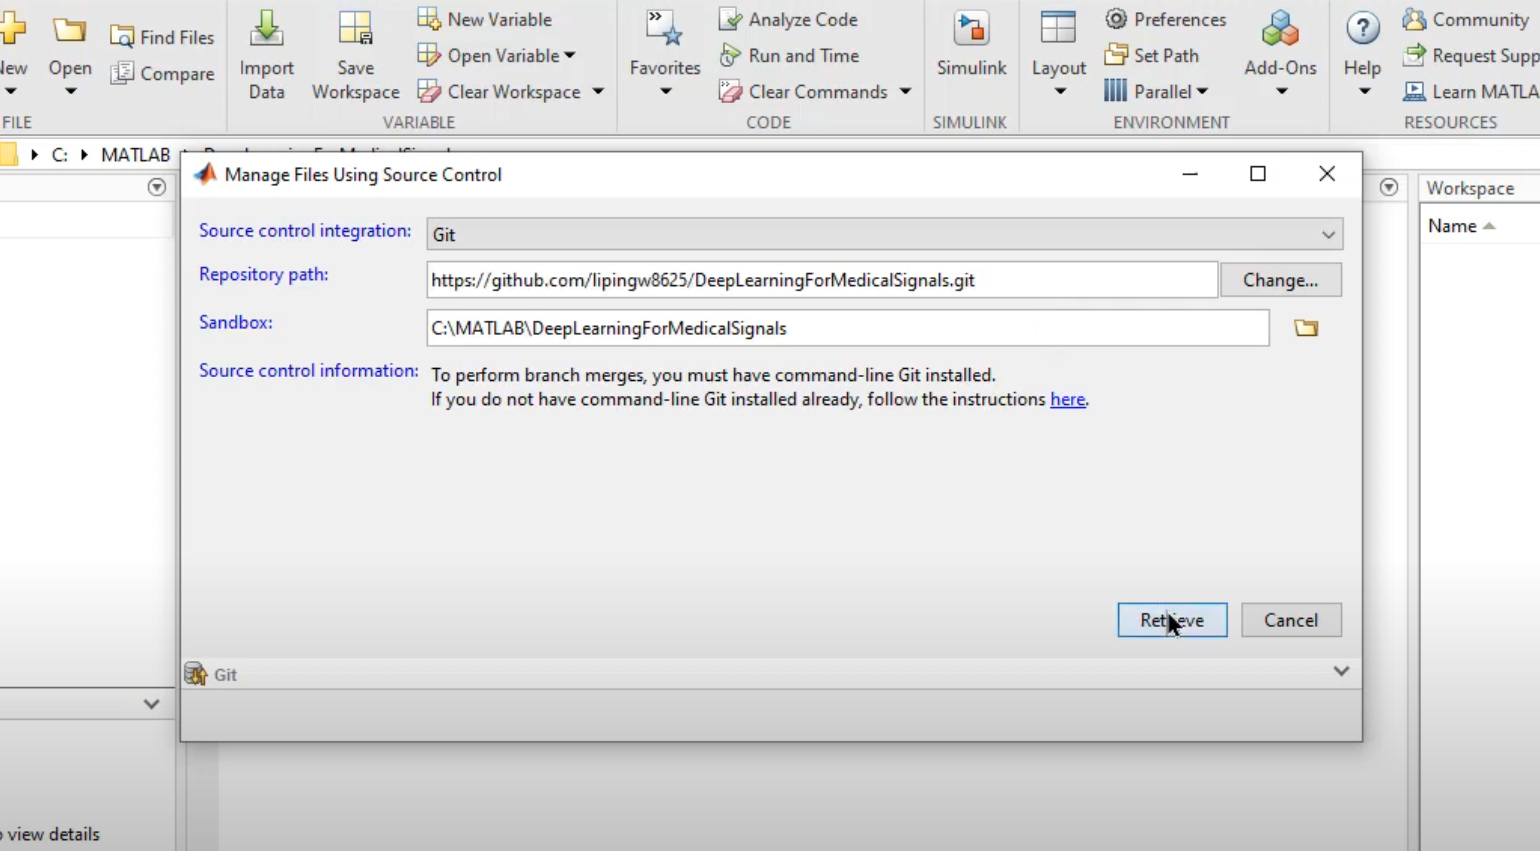 New
Open
Find Files
Compare
FILE
Import
Data
Save
Workspace
New Variable
Open Variable
Clear Workspace
VARIABLE
Favorites
Analyze Code
Run and Time
Clear Commands
CODE
Simulink
SIMULINK
Layout
Preferences
Set Path
Parallel
Add-Ons
ENVIRONMENT
Help
Community
Request Supp
Learn MATLA
RESOURCES
C:
MATLAB
Manage Files Using Source Control
Source control integration:
Git
Repository path:
https://github.com/lipingw8625/DeepLearningForMedicalSignals.git
Change...
Sandbox:
C:\MATLAB\DeepLearningForMedicalSignals
Source control information:
To perform branch merges, you must have command-line Git installed.
If you do not have command-line Git installed already, follow the instructions here.
Retrieve
Cancel
Git
Workspace
Name
view details